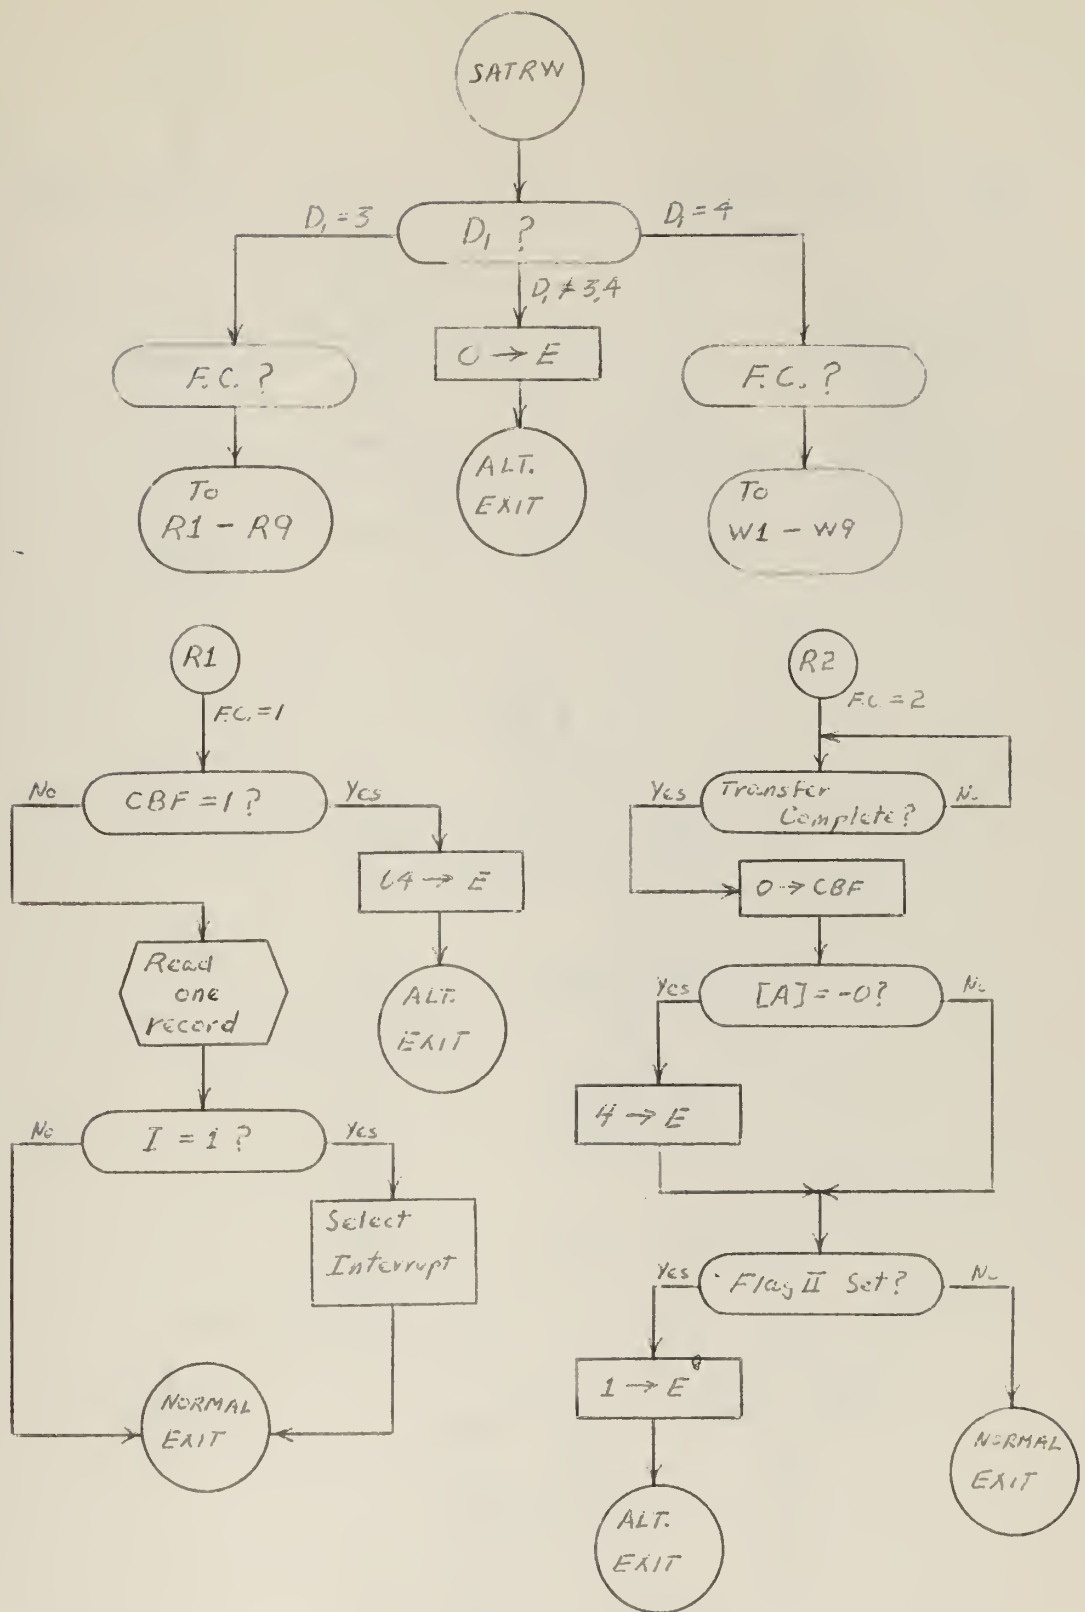 SATRW
D₁ = 3
D₁ ?
D₁ = 4
D₁ ≠ 3,4
F.C. ?
0 → E
F.C. ?
To
R1 - R9
ALT.
EXIT
To
W1 - W9
R1
F.C. = 1
No
CBF = 1 ?
Yes
→ E
Read
one
record
ALT.
EXIT
No
I = 1 ?
Yes
Select
Interrupt
NORMAL
EXIT
R2
F.C. = 2
Yes
Transfer
Complete?
No
0 → CBF
Yes
[A] = -0?
No
4 → E
Yes
Flag II Set?
No
1 → E
NORMAL
EXIT
ALT.
EXIT